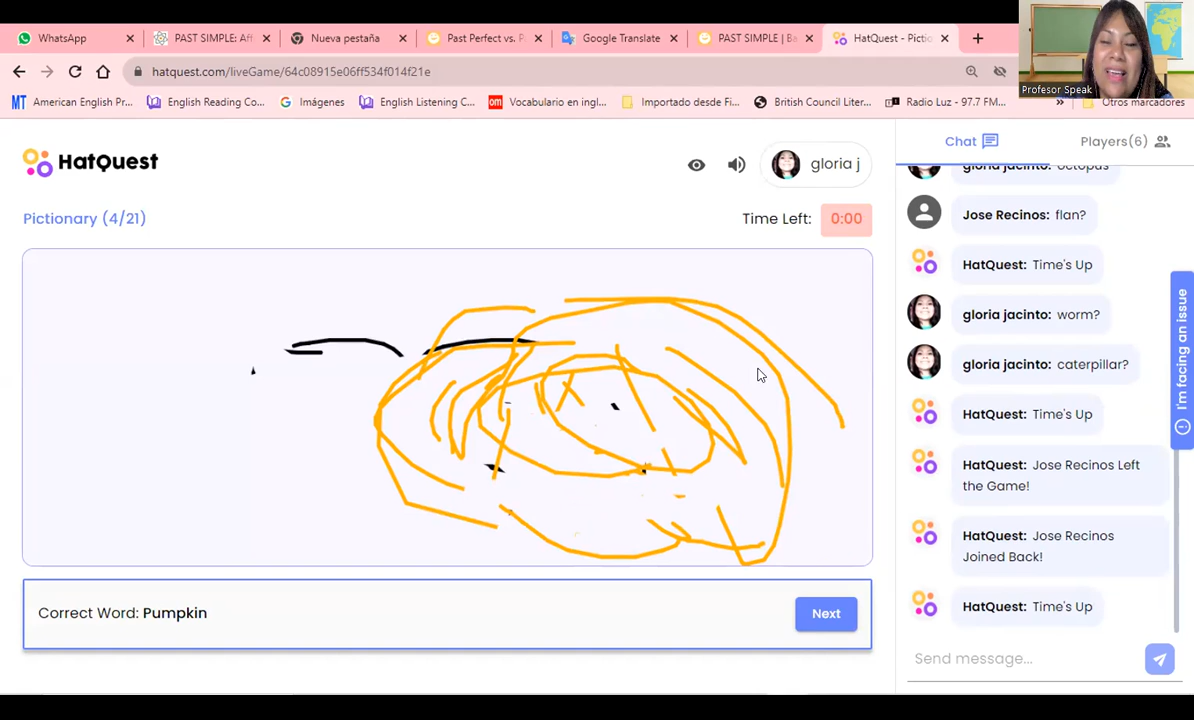 WhatsApp
PAST SIMPLE: Aff
Nueva pestaña
Past Perfect vs. P
Google Translate
PAST SIMPLE | Ba
HatQuest - Pictio
hatquest.com/liveGame/64c08915e06ff534f014f21e
American English Pr...
English Reading Co...
Imágenes
English Listening C...
Vocabulario en ingl...
Importado desde Fi...
British Council Liter...
Radio Luz - 97.7 FM...
Otros marcadores
Profesor Speak
HatQuest
gloria j
Pictionary (4/21)
Time Left: 0:00
Correct Word: Pumpkin
Next
Chat
Players(6)
gloria jacinto: octopus
Jose Recinos: flan?
HatQuest: Time's Up
gloria jacinto: worm?
gloria jacinto: caterpillar?
HatQuest: Time's Up
HatQuest: Jose Recinos Left
the Game!
HatQuest: Jose Recinos
Joined Back!
HatQuest: Time's Up
Send message...
I'm facing an issue